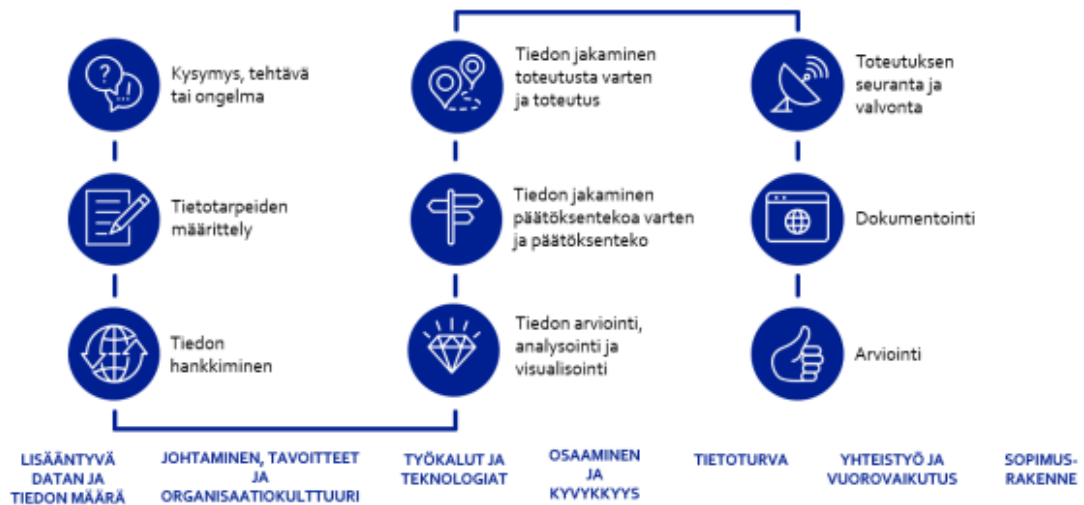 Kysymys, tehtävä
tai ongelma
Tietotarpeiden
määrittely
Tiedon
hankkiminen
Tiedon arviointi,
analysointi ja
visualisointi
Tiedon jakaminen
päätöksentekoa varten
ja päätöksenteko
Tiedon jakaminen
toteutusta varten
ja toteutus
Toteutuksen
seuranta ja
valvonta
Dokumentointi
Arviointi
LISÄÄNTYVÄ
DATAN JA
TIEDON MÄÄRÄ
JOHTAMINEN, TAVOITTEET
JA
ORGANISAATIOKULTTUURI
TYÖKALUT JA
TEKNOLOGIAT
OSAAMINEN
JA
KYVYKKYYS
TIETOTURVA
YHTEISTYÖ JA
VUOROVAIKUTUS
SOPIMUS-
RAKENNE